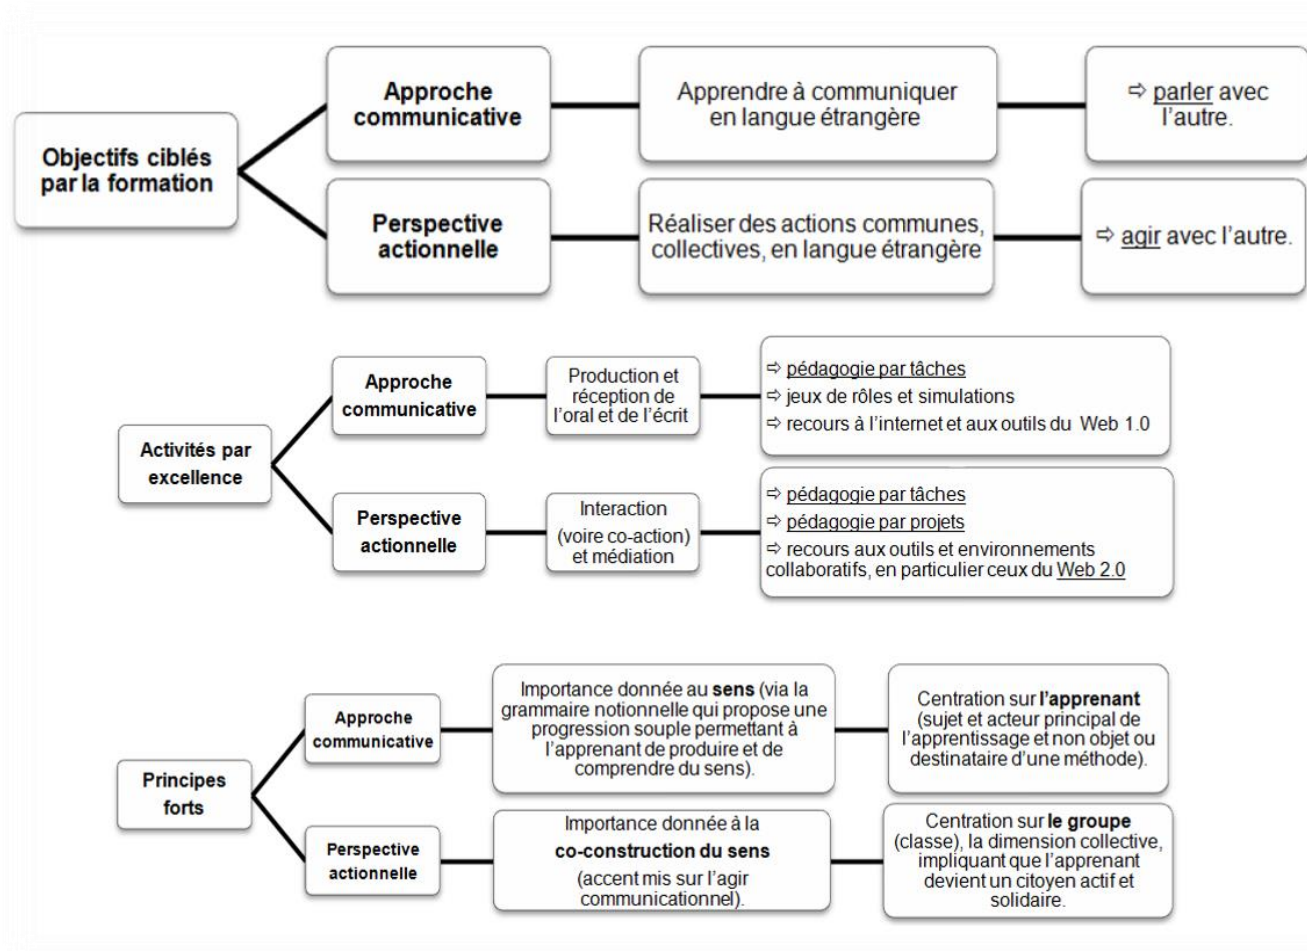 Objectifs ciblés
par la formation
Approche
communicative
Apprendre à communiquer
en langue étrangère
⇨ parler avec
l’autre.
Perspective
actionnelle
Réaliser des actions communes,
collectives, en langue étrangère
⇨ agir avec l’autre.
Activités par
excellence
Approche
communicative
Production et
réception de
l’oral et de l’écrit
⇨ pédagogie par tâches
⇨ jeux de rôles et simulations
⇨ recours à l’internet et aux outils du Web 1.0
Perspective
actionnelle
Interaction
(voire co-action)
et médiation
⇨ pédagogie par tâches
⇨ pédagogie par projets
⇨ recours aux outils et environnements
collaboratifs, en particulier ceux du Web 2.0
Principes
forts
Approche
communicative
Importance donnée au sens (via la
grammaire notionnelle qui propose une
progression souple permettant à
l’apprenant de produire et de
comprendre du sens).
Centration sur l’apprenant
(sujet et acteur principal de
l’apprentissage et non objet ou
destinataire d’une méthode).
Perspective
actionnelle
Importance donnée à la
co-construction du sens
(accent mis sur l’agir
communicationnel).
Centration sur le groupe
(classe), la dimension collective,
impliquant que l’apprenant
devient un citoyen actif et
solidaire.